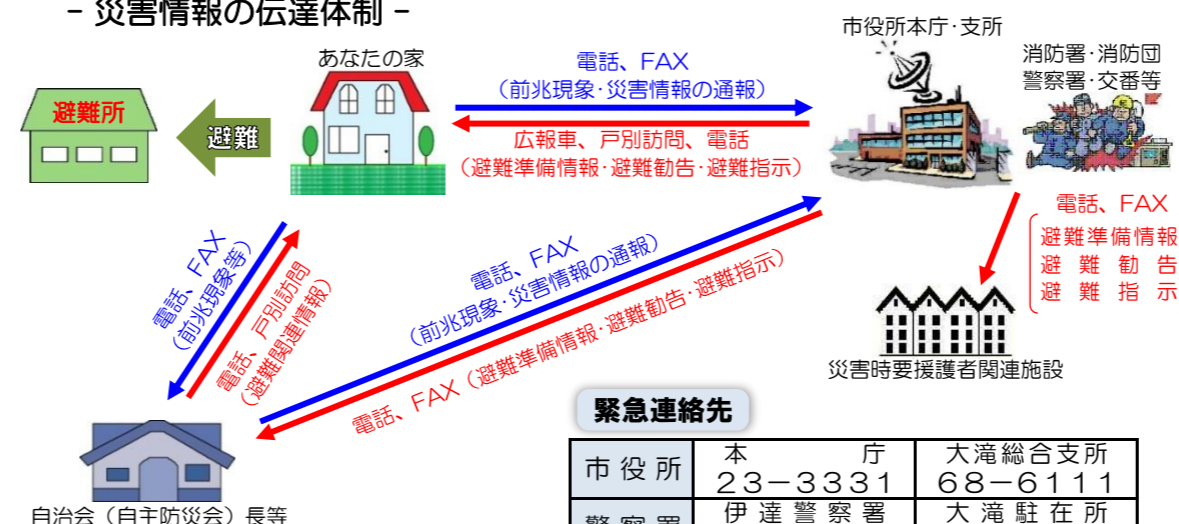 - 災害情報の伝達体制 -
市役所本庁・支所
消防署・消防団
警察署・交番等
あなたの家
避難所
避難
電話、FAX
(前兆現象・災害情報の通報)
広報車、戸別訪問、電話
(避難準備情報・避難勧告・避難指示)
電話、FAX
避難準備情報
避難勧告
避難指示
電話、FAX
(前兆現象等)
電話、戸別訪問
(避難関連情報)
電話、FAX
(前兆現象・災害情報の通報)
電話、FAX(避難準備情報・避難勧告・避難指示)
災害時要援護者関連施設
自治会(自主防災会)長等
緊急連絡先
市役所 本庁 大滝総合支所
23-3331 68-6111
警察署 伊達警察署 大滝駐在所